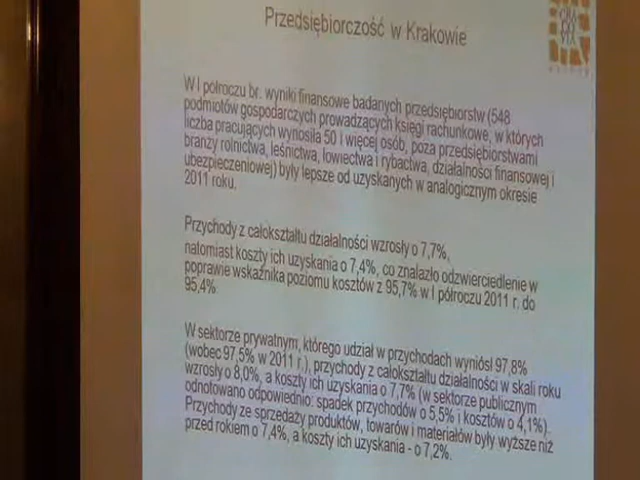 Przedsiębiorczość w Krakowie
W I półroczu br. wyniki finansowe badanych przedsiębiorstw (548
podmiotów gospodarczych prowadzących księgi rachunkowe, w których
liczba pracujących wynosiła 50 i więcej osób, poza przedsiębiorstwami
branży rolnictwa, leśnictwa, łowiectwa i rybactwa, działalności finansowej i
ubezpieczeniowej) były lepsze od uzyskanych w analogicznym okresie
2011 roku.
Przychody z całokształtu działalności wzrosły o 7,7%,
natomiast koszty ich uzyskania o 7,4%, co znalazło odzwierciedlenie w
poprawie wskaźnika poziomu kosztów z 95,7% w I półroczu 2011 r. do
95,4%.
W sektorze prywatnym, którego udział w przychodach wyniósł 97,8%
(wobec 97,5% w 2011 r.), przychody z całokształtu działalności w skali roku
wzrosły o 8,0%, a koszty ich uzyskania o 7,7% (w sektorze publicznym
odnotowano odpowiednio: spadek przychodów o 5,5% i kosztów o 4,1%).
Przychody ze sprzedaży produktów, towarów i materiałów były wyższe niż
przed rokiem o 7,4%, a koszty ich uzyskania - o 7,2%.